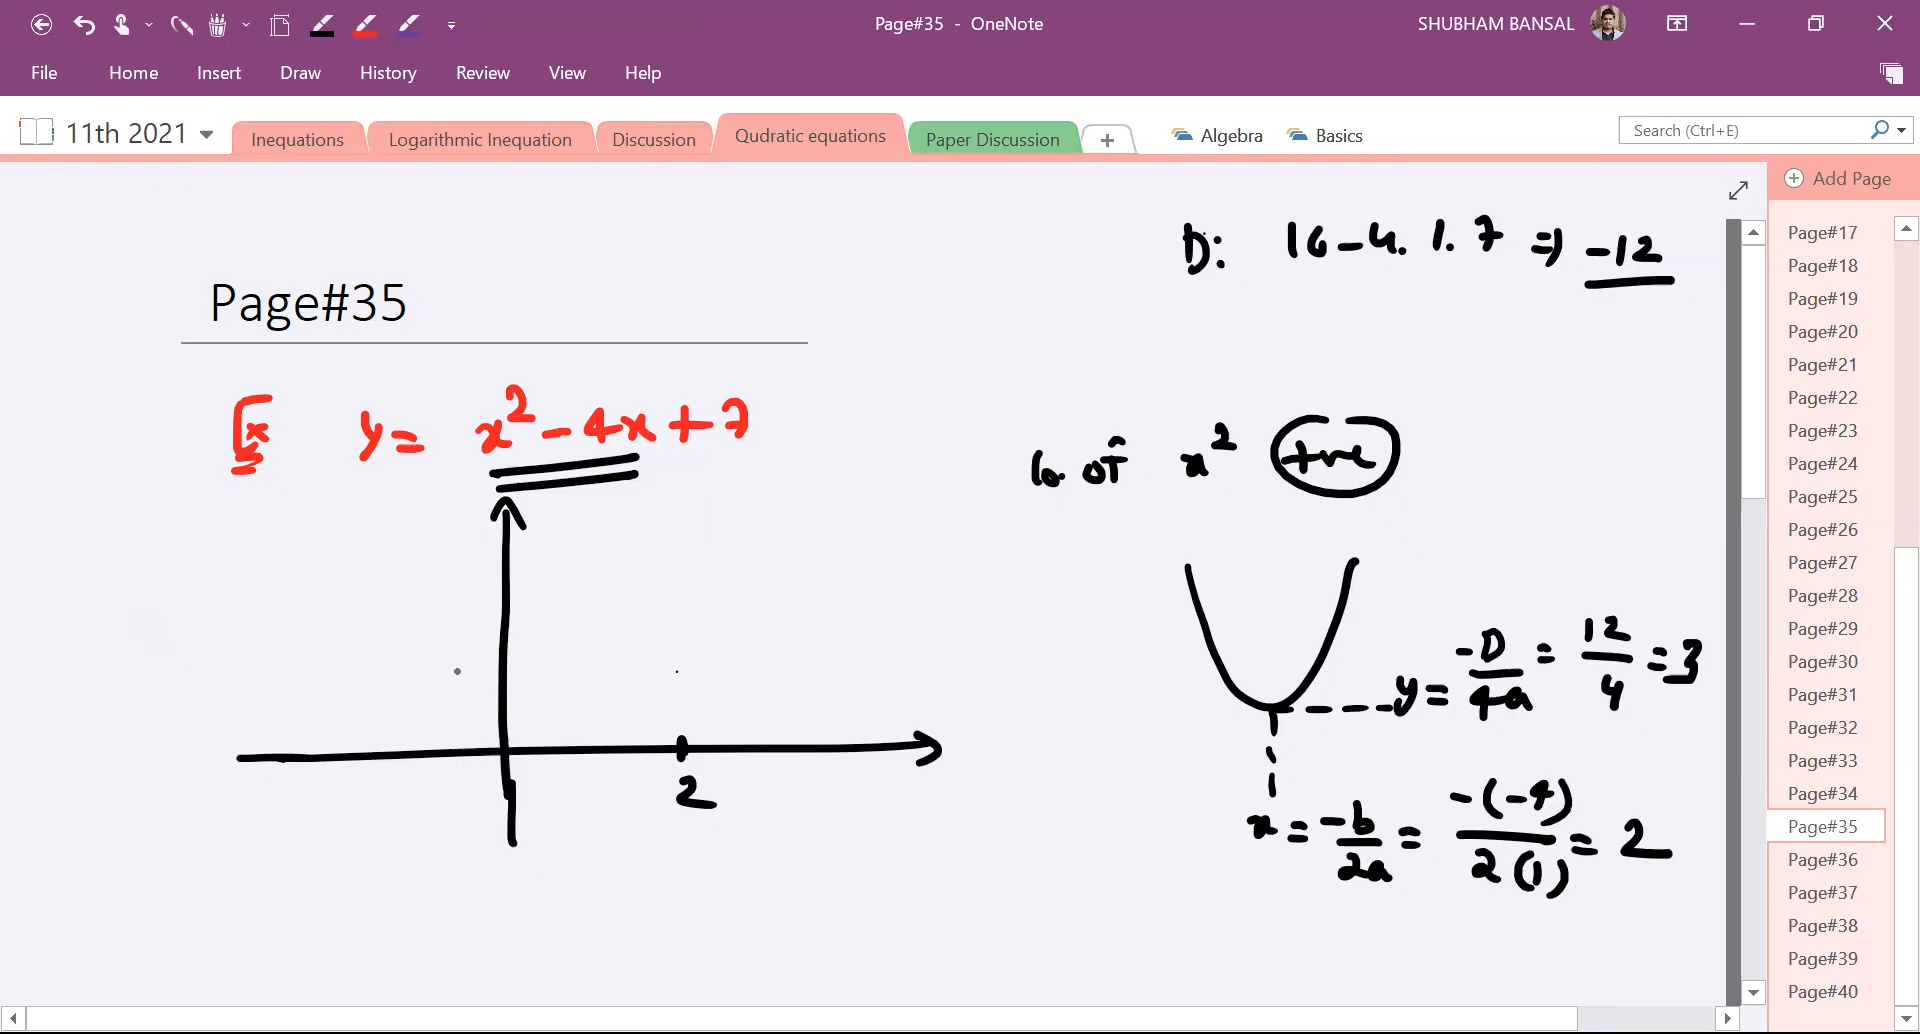 Page#35 - OneNote
SHUBHAM BANSAL
File Home Insert Draw History Review View Help
11th 2021
Inequations
Logarithmic Inequation
Discussion
Qudratic equations
Paper Discussion
+
Algebra
Basics
Search (Ctrl+E)
Add Page
Page#35
D: 16-4.1.7 ⇒ -12
Ex y = x² - 4x + 7
Co. of x² +ve
y = -D/4a = 12/4 = 3
x = -b/2a = -(-4)/2(1) = 2
2
Page#17
Page#18
Page#19
Page#20
Page#21
Page#22
Page#23
Page#24
Page#25
Page#26
Page#27
Page#28
Page#29
Page#30
Page#31
Page#32
Page#33
Page#34
Page#35
Page#36
Page#37
Page#38
Page#39
Page#40